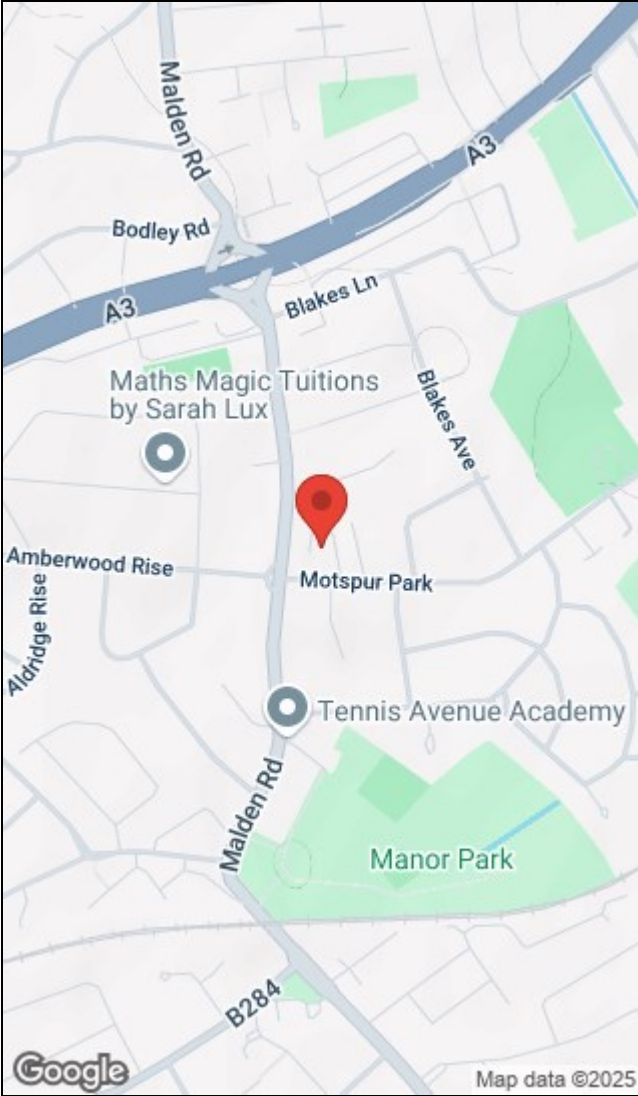 Malden Rd
A3
Bodley Rd
Blakes Ln
A3
Maths Magic Tuitions
by Sarah Lux
Blakes Ave
Amberwood Rise
Motspur Park
Aldridge Rise
Tennis Avenue Academy
Malden Rd
Manor Park
B284
Google
Map data ©2025